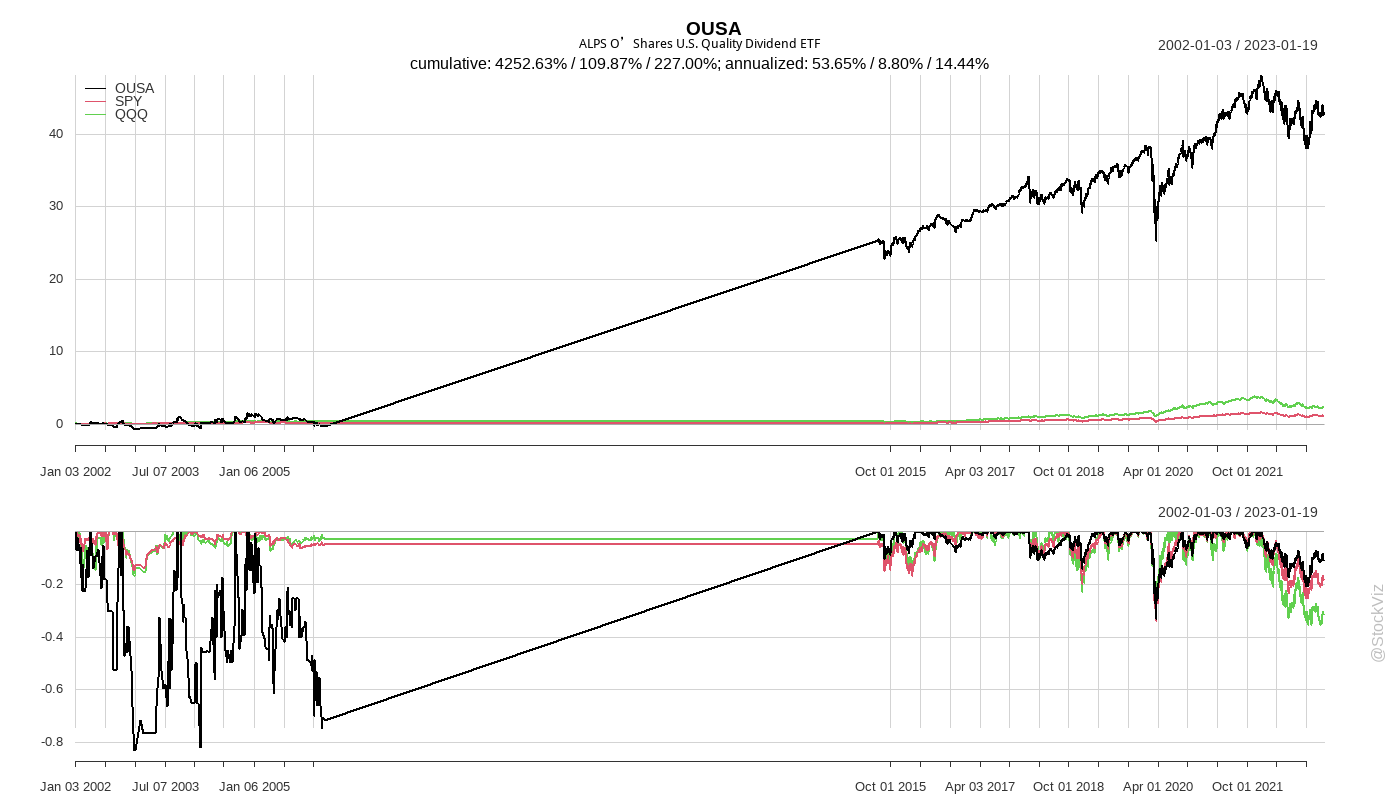 OUSA
ALPS O’Shares U.S. Quality Dividend ETF
2002-01-03 / 2023-01-19
cumulative: 4252.63% / 109.87% / 227.00%; annualized: 53.65% / 8.80% / 14.44%
OUSA
SPY
QQQ
40
30
20
10
0
Jan 03 2002 Jul 07 2003 Jan 06 2005 Oct 01 2015 Apr 03 2017 Oct 01 2018 Apr 01 2020 Oct 01 2021
2002-01-03 / 2023-01-19
-0.2
-0.4
-0.6
-0.8
Jan 03 2002 Jul 07 2003 Jan 06 2005 Oct 01 2015 Apr 03 2017 Oct 01 2018 Apr 01 2020 Oct 01 2021
@StockViz